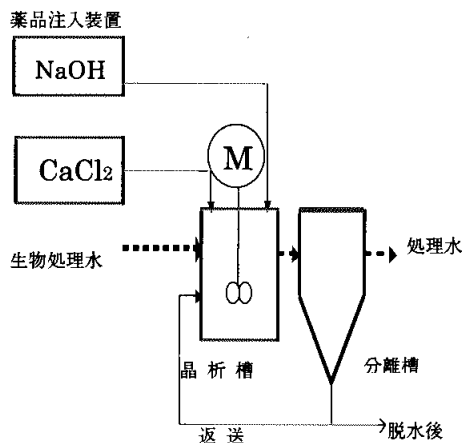 薬品注入装置
NaOH
M
CaCl₂
生物処理水
処理水
晶析槽
分離槽
返送
脱水後